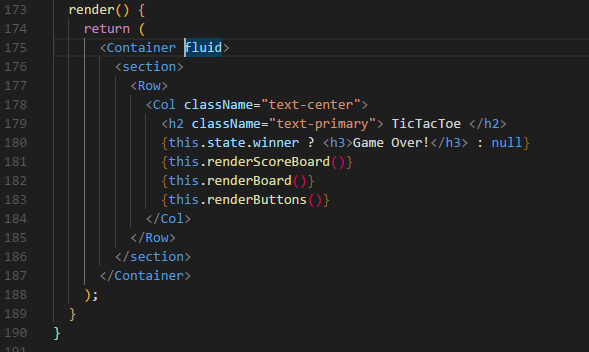 173 render() {
174 return (
175 <Container fluid>
176 <section>
177 <Row>
178 <Col className="text-center">
179 <h2 className="text-primary"> TicTacToe </h2>
180 {this.state.winner ? <h3>Game Over!</h3> : null}
181 {this.renderScoreBoard()}
182 {this.renderBoard()}
183 {this.renderButtons()}
184 </Col>
185 </Row>
186 </section>
187 </Container>
188 );
189 }
190 }
191